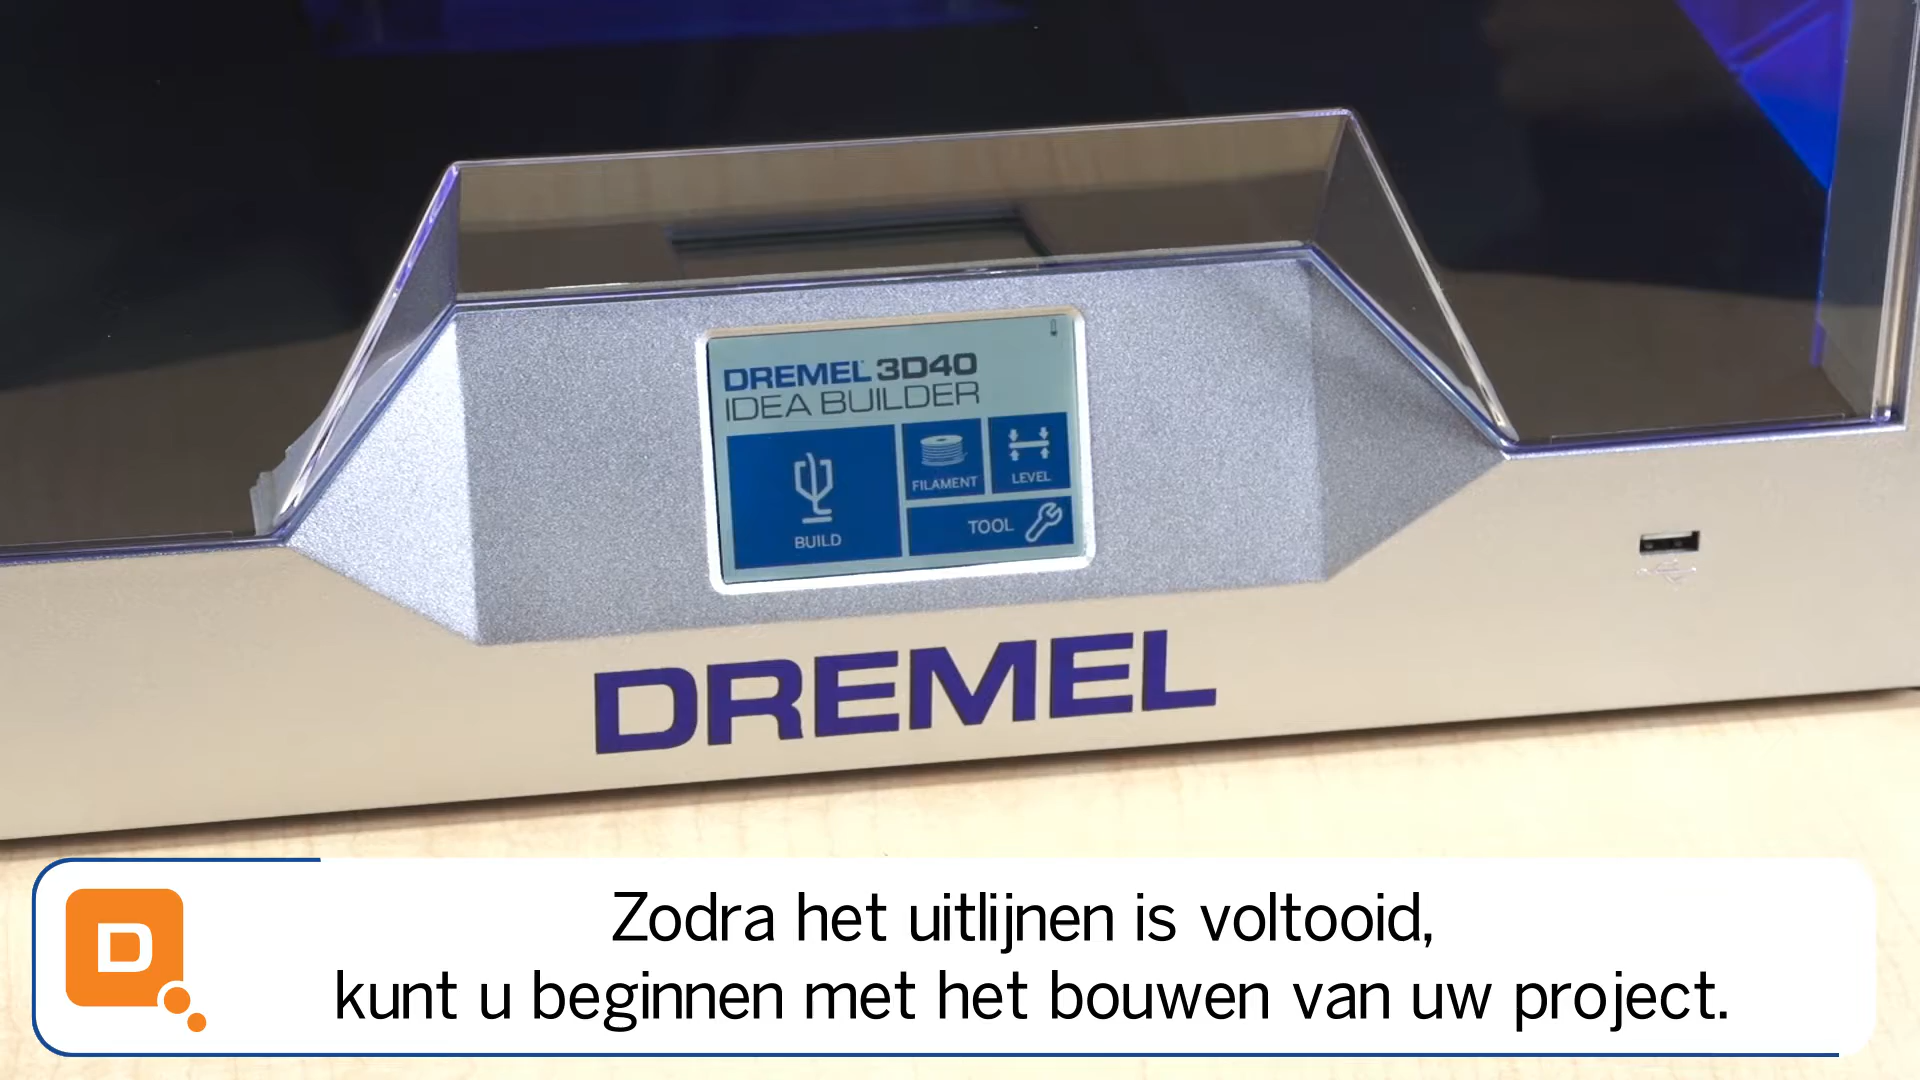 DREMEL 3D40
IDEA BUILDER
BUILD
FILAMENT
LEVEL
TOOL
DREMEL
D
Zodra het uitlijnen is voltooid,
kunt u beginnen met het bouwen van uw project.